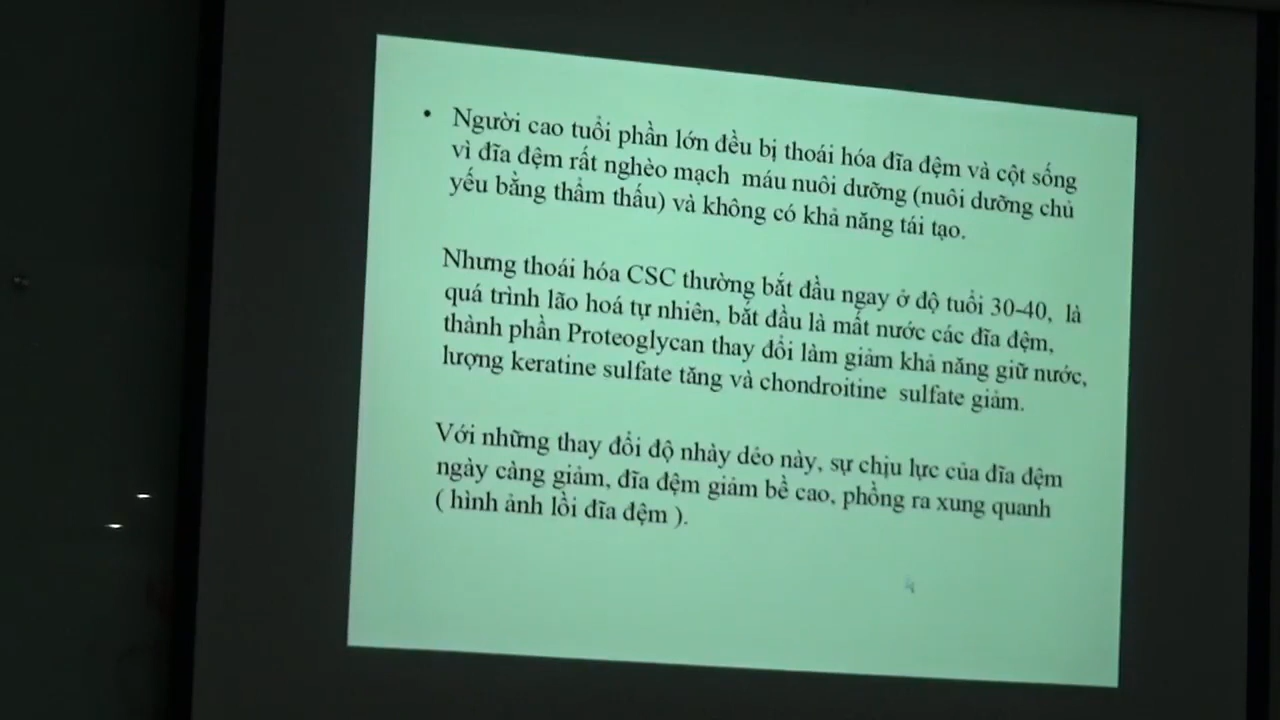 • Người cao tuổi phần lớn đều bị thoái hóa đĩa đệm và cột sống
vì đĩa đệm rất nghèo mạch máu nuôi dưỡng (nuôi dưỡng chủ
yếu bằng thẩm thấu) và không có khả năng tái tạo.
Nhưng thoái hóa CSC thường bắt đầu ngay ở độ tuổi 30-40, là
quá trình lão hoá tự nhiên, bắt đầu là mất nước các đĩa đệm,
thành phần Proteoglycan thay đổi làm giảm khả năng giữ nước,
lượng keratine sulfate tăng và chondroitine sulfate giảm.
Với những thay đổi độ nhày dẻo này, sự chịu lực của đĩa đệm
ngày càng giảm, đĩa đệm giảm bề cao, phồng ra xung quanh
( hình ảnh lồi đĩa đệm ).